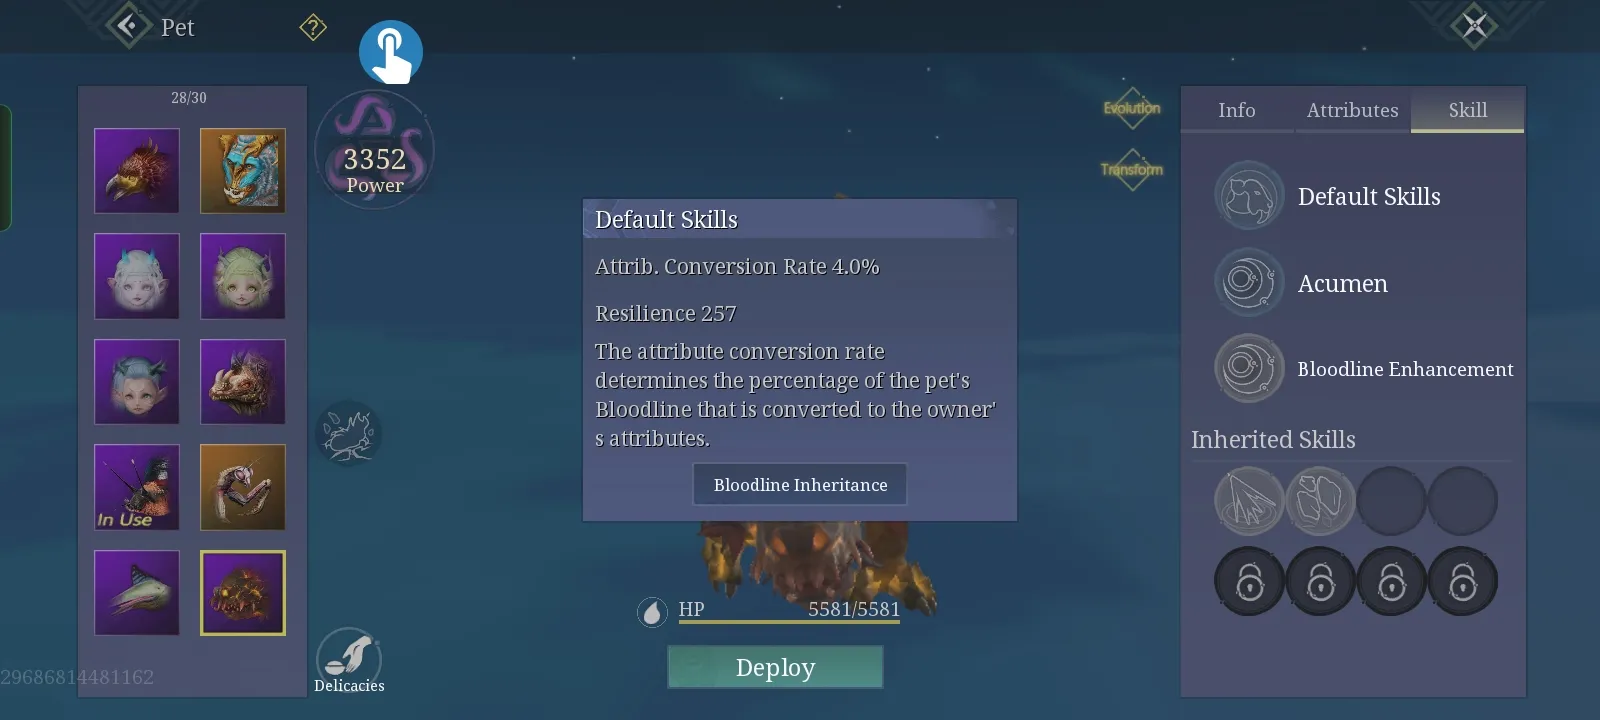 Pet
?
28/30
3352
Power
In Use
Delicacies
29686814481162
Evolution
Transform
Default Skills
Attrib. Conversion Rate 4.0%
Resilience 257
The attribute conversion rate
determines the percentage of the pet's
Bloodline that is converted to the owner'
s attributes.
Bloodline Inheritance
HP 5581/5581
Deploy
Info Attributes Skill
Default Skills
Acumen
Bloodline Enhancement
Inherited Skills